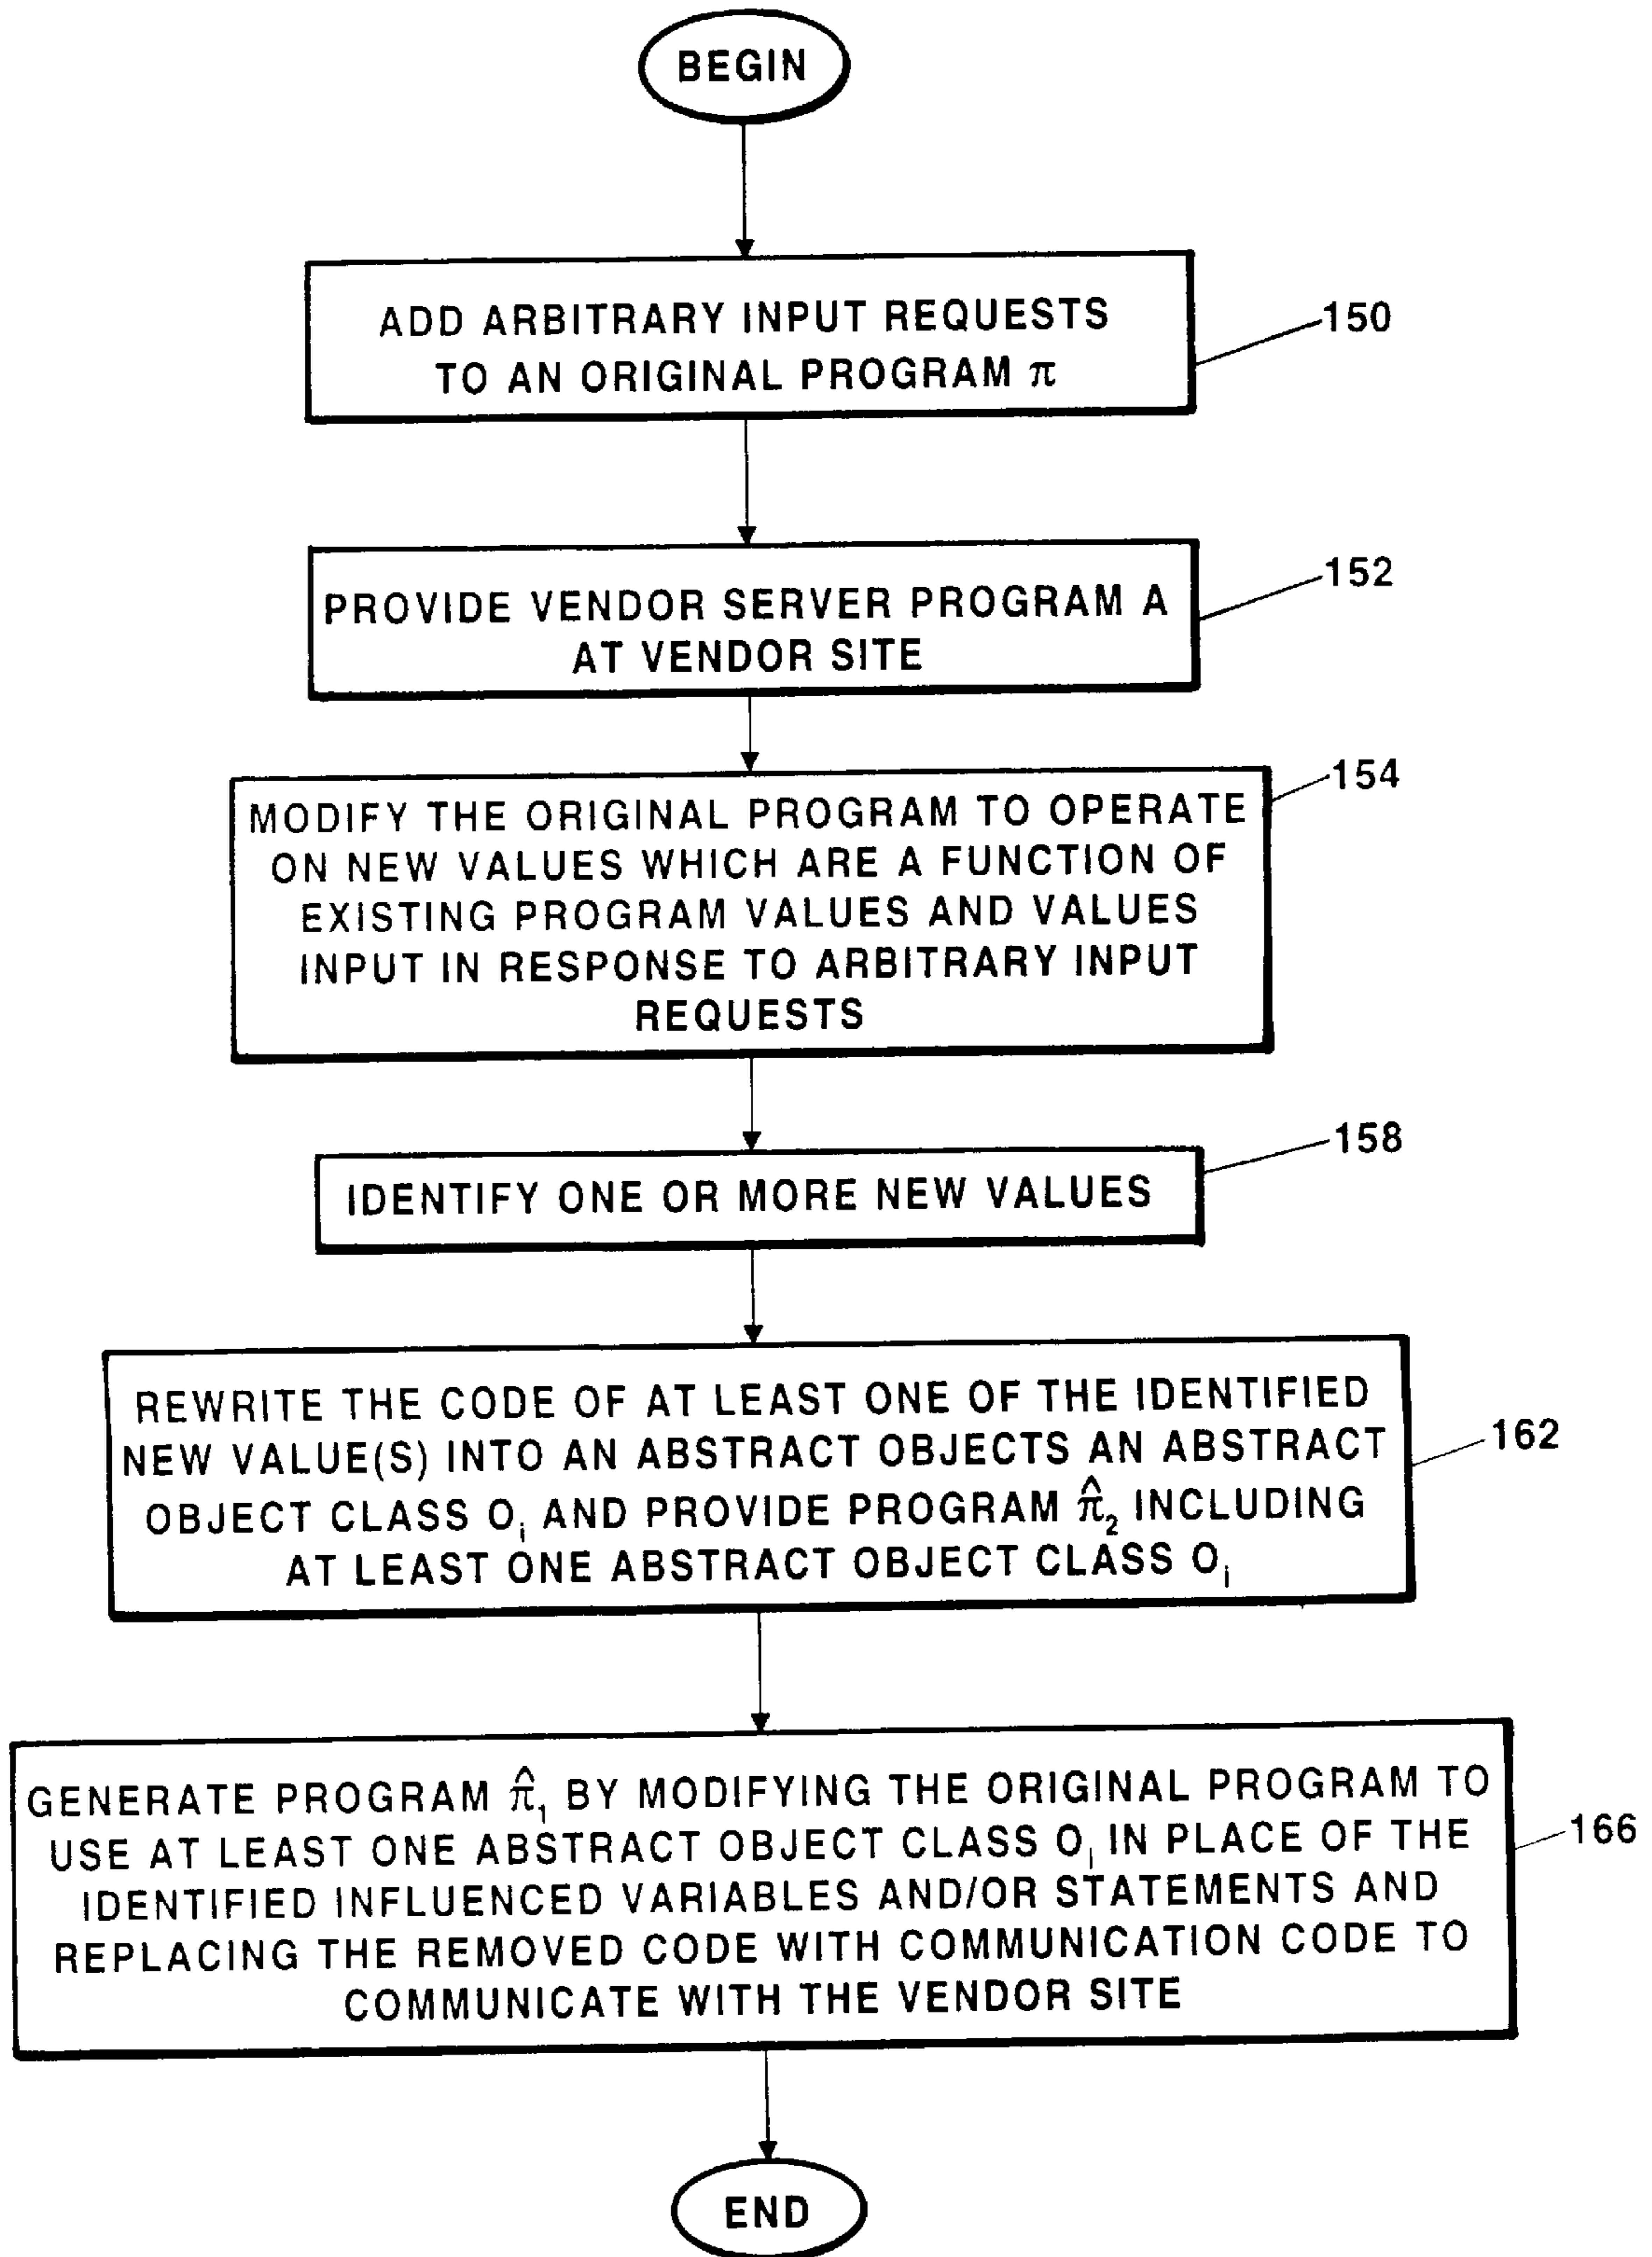 BEGIN
ADD ARBITRARY INPUT REQUESTS
TO AN ORIGINAL PROGRAM π
150
PROVIDE VENDOR SERVER PROGRAM A
AT VENDOR SITE
152
MODIFY THE ORIGINAL PROGRAM TO OPERATE
ON NEW VALUES WHICH ARE A FUNCTION OF
EXISTING PROGRAM VALUES AND VALUES
INPUT IN RESPONSE TO ARBITRARY INPUT
REQUESTS
154
IDENTIFY ONE OR MORE NEW VALUES
158
REWRITE THE CODE OF AT LEAST ONE OF THE IDENTIFIED
NEW VALUE(S) INTO AN ABSTRACT OBJECTS AN ABSTRACT
OBJECT CLASS Oᵢ AND PROVIDE PROGRAM π̂₂ INCLUDING
AT LEAST ONE ABSTRACT OBJECT CLASS Oᵢ
162
GENERATE PROGRAM π̂₁ BY MODIFYING THE ORIGINAL PROGRAM TO
USE AT LEAST ONE ABSTRACT OBJECT CLASS Oᵢ IN PLACE OF THE
IDENTIFIED INFLUENCED VARIABLES AND/OR STATEMENTS AND
REPLACING THE REMOVED CODE WITH COMMUNICATION CODE TO
COMMUNICATE WITH THE VENDOR SITE
166
END